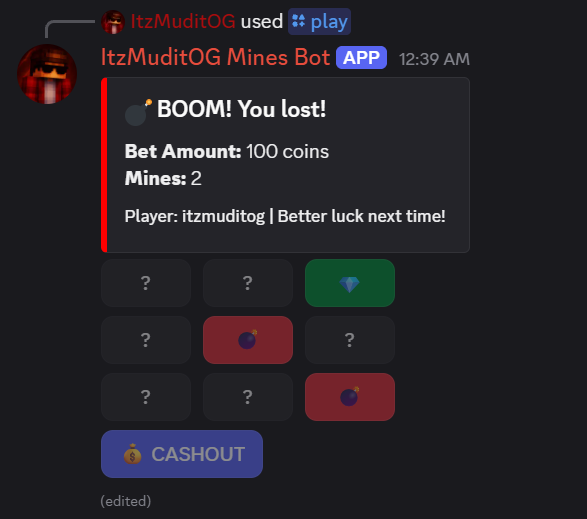 ItzMuditOG used play
ItzMuditOG Mines Bot APP 12:39 AM
BOOM! You lost!
Bet Amount: 100 coins
Mines: 2
Player: itzmuditog | Better luck next time!
? ?
? ?
? ?
CASHOUT
(edited)